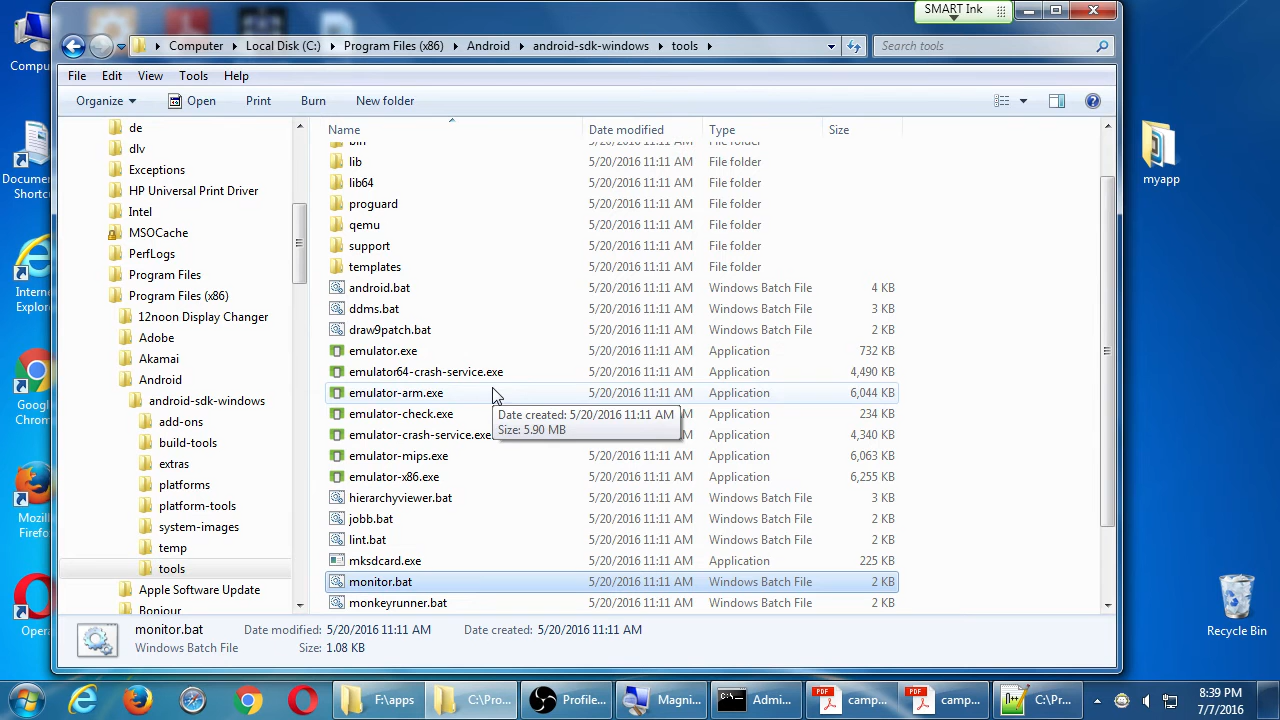 SMART Ink
Computer Local Disk (C:) Program Files (x86) Android android-sdk-windows tools
Search tools
File Edit View Tools Help
Organize Open Print Burn New folder
Name Date modified Type Size
de
dlv
Exceptions
HP Universal Print Driver
Intel
MSOCache
PerfLogs
Program Files
Program Files (x86)
12noon Display Changer
Adobe
Akamai
Android
android-sdk-windows
add-ons
build-tools
extras
platforms
platform-tools
system-images
temp
tools
Apple Software Update
Bonjour
bin 5/20/2016 11:11 AM File folder
lib 5/20/2016 11:11 AM File folder
lib64 5/20/2016 11:11 AM File folder
proguard 5/20/2016 11:11 AM File folder
qemu 5/20/2016 11:11 AM File folder
support 5/20/2016 11:11 AM File folder
templates 5/20/2016 11:11 AM File folder
android.bat 5/20/2016 11:11 AM Windows Batch File 4 KB
ddms.bat 5/20/2016 11:11 AM Windows Batch File 3 KB
draw9patch.bat 5/20/2016 11:11 AM Windows Batch File 2 KB
emulator.exe 5/20/2016 11:11 AM Application 732 KB
emulator64-crash-service.exe 5/20/2016 11:11 AM Application 4,490 KB
emulator-arm.exe 5/20/2016 11:11 AM Application 6,044 KB
emulator-check.exe Application 234 KB
emulator-crash-service.exe Application 4,340 KB
Date created: 5/20/2016 11:11 AM
Size: 5.90 MB
emulator-mips.exe 5/20/2016 11:11 AM Application 6,063 KB
emulator-x86.exe 5/20/2016 11:11 AM Application 6,255 KB
hierarchyviewer.bat 5/20/2016 11:11 AM Windows Batch File 3 KB
jobb.bat 5/20/2016 11:11 AM Windows Batch File 2 KB
lint.bat 5/20/2016 11:11 AM Windows Batch File 2 KB
mksdcard.exe 5/20/2016 11:11 AM Application 225 KB
monitor.bat 5/20/2016 11:11 AM Windows Batch File 2 KB
monkeyrunner.bat 5/20/2016 11:11 AM Windows Batch File 2 KB
monitor.bat Date modified: 5/20/2016 11:11 AM Date created: 5/20/2016 11:11 AM
Windows Batch File Size: 1.08 KB
Compu
Documen
Shortc
Interne
Explore
Google
Chrom
Mozill
Firefo
Opera
myapp
Recycle Bin
F:\apps C:\Pro... Profile... Magni... Admi... camp... camp... C:\Pr...
8:39 PM
7/7/2016